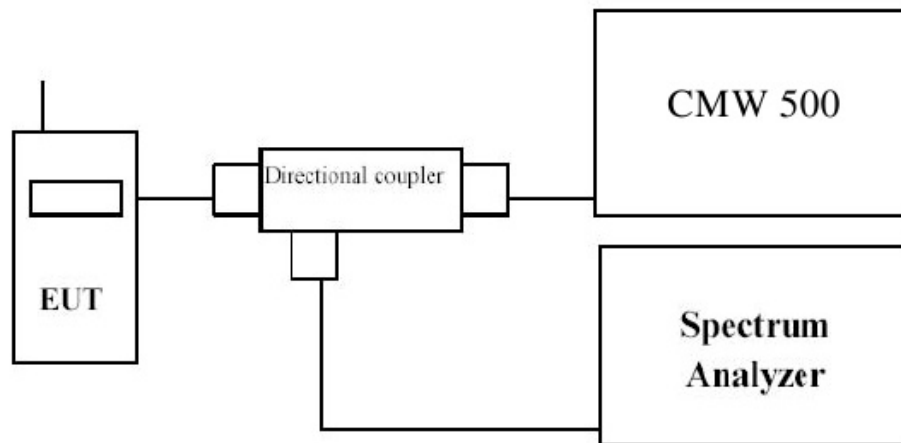 CMW 500
Directional coupler
EUT
Spectrum
Analyzer